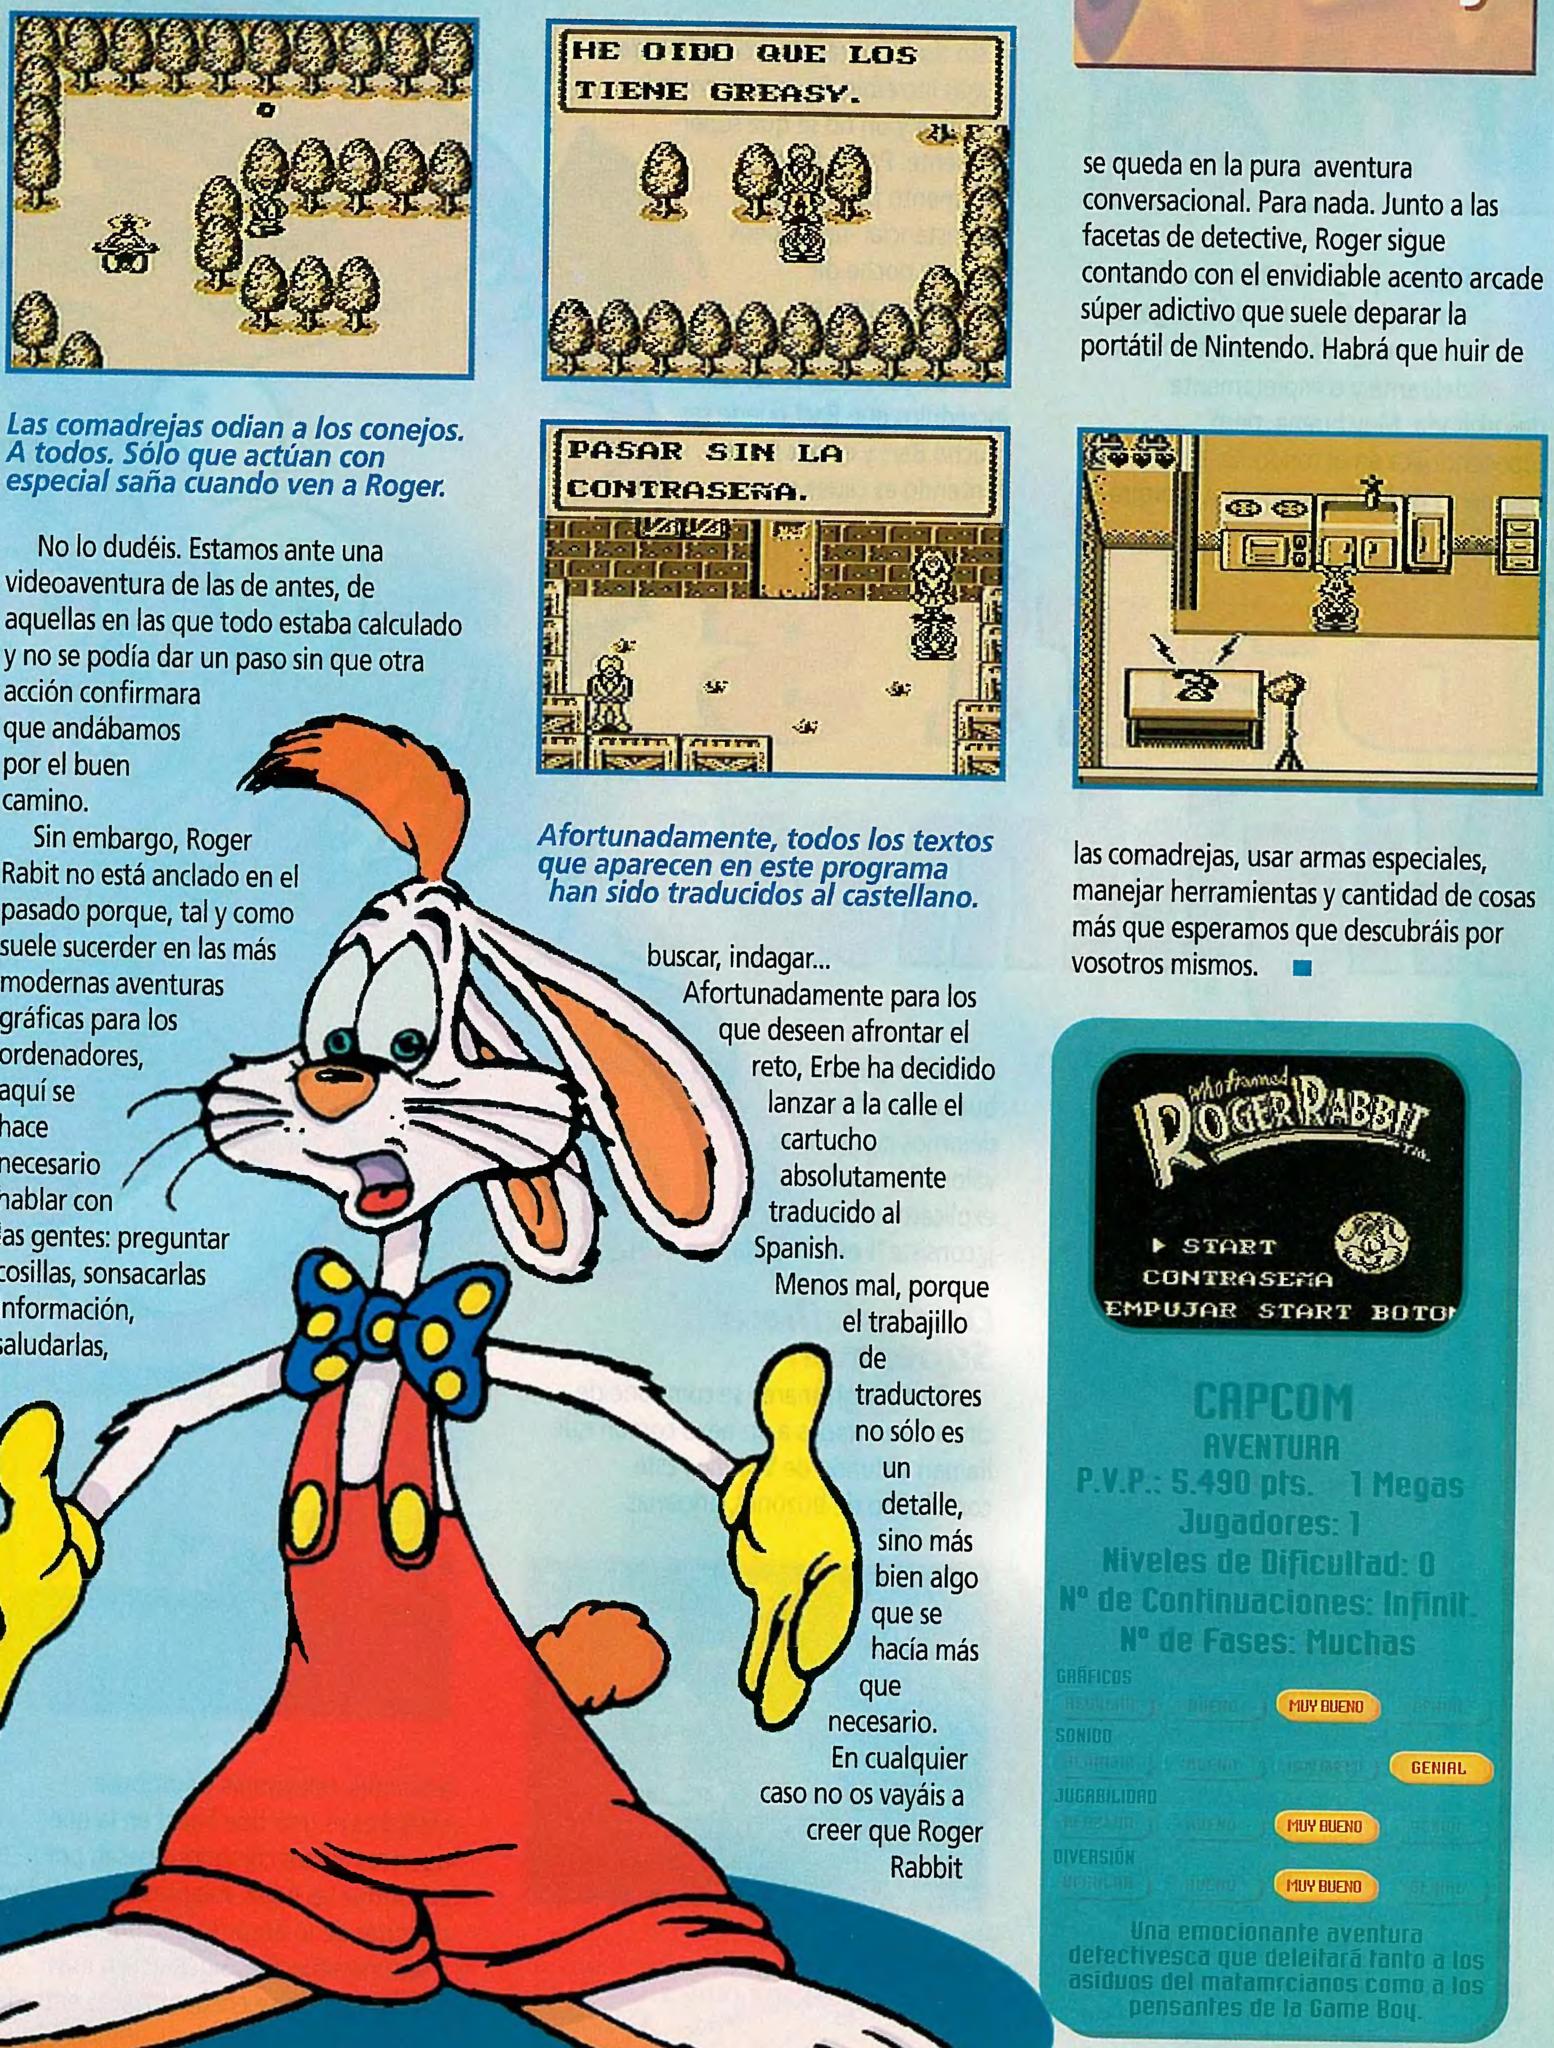 HE OIDO QUE LOS
TIENE GREASY.
Las comadrejas odian a los conejos.
A todos. Sólo que actúan con
especial saña cuando ven a Roger.
No lo dudéis. Estamos ante una
videoaventura de las de antes, de
aquellas en las que todo estaba calculado
y no se podía dar un paso sin que otra
acción confirmara
que andábamos
por el buen
camino.
Sin embargo, Roger
Rabit no está anclado en el
pasado porque, tal y como
suele sucerder en las más
modernas aventuras
gráficas para los
ordenadores,
aquí se
hace
necesario
hablar con
las gentes: preguntar
cosillas, sonsacarlas
información,
saludarlas,
PASAR SIN LA
CONTRASEÑA.
Afortunadamente, todos los textos
que aparecen en este programa
han sido traducidos al castellano.
buscar, indagar...
Afortunadamente para los
que deseen afrontar el
reto, Erbe ha decidido
lanzar a la calle el
cartucho
absolutamente
traducido al
Spanish.
Menos mal, porque
el trabajillo
de
traductores
no sólo es
un
detalle,
sino más
bien algo
que se
hacía más
que
necesario.
En cualquier
caso no os vayáis a
creer que Roger
Rabbit
se queda en la pura aventura
conversacional. Para nada. Junto a las
facetas de detective, Roger sigue
contando con el envidiable acento arcade
súper adictivo que suele deparar la
portátil de Nintendo. Habrá que huir de
las comadrejas, usar armas especiales,
manejar herramientas y cantidad de cosas
más que esperamos que descubráis por
vosotros mismos.
Who framed
ROGER RABBIT
TM.
START
CONTRASEÑA
EMPUJAR START BOTON
CAPCOM
AVENTURA
P.V.P.: 5.490 pts. 1 Megas
Jugadores: 1
Niveles de Dificultad: 0
Nº de Continuaciones: Infinit.
Nº de Fases: Muchas
GRÁFICOS
REGULAR BUENO MUY BUENO GENIAL
SONIDO
REGULAR BUENO MUY BUENO GENIAL
JUGABILIDAD
REGULAR BUENO MUY BUENO GENIAL
DIVERSIÓN
REGULAR BUENO MUY BUENO GENIAL
Una emocionante aventura
detectivesca que deleitará tanto a los
asiduos del matamrcianos como a los
pensantes de la Game Boy.